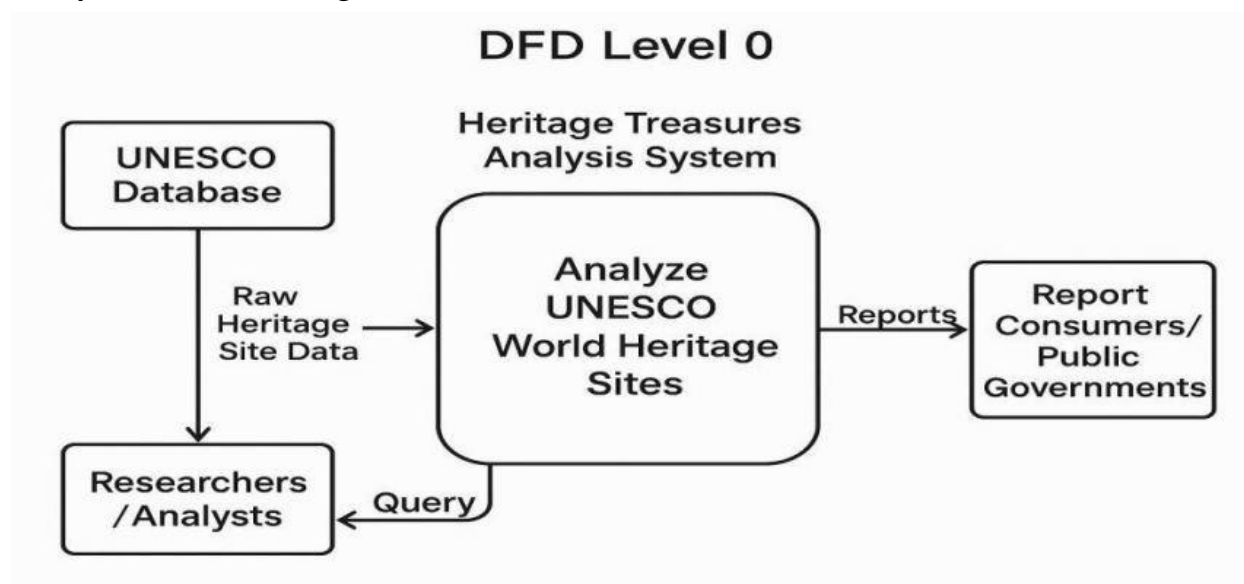 DFD Level 0
Heritage Treasures
Analysis System
UNESCO
Database
Raw
Heritage
Site Data
Analyze
UNESCO
World Heritage
Sites
Reports
Report
Consumers/
Public
Governments
Researchers
/Analysts
Query